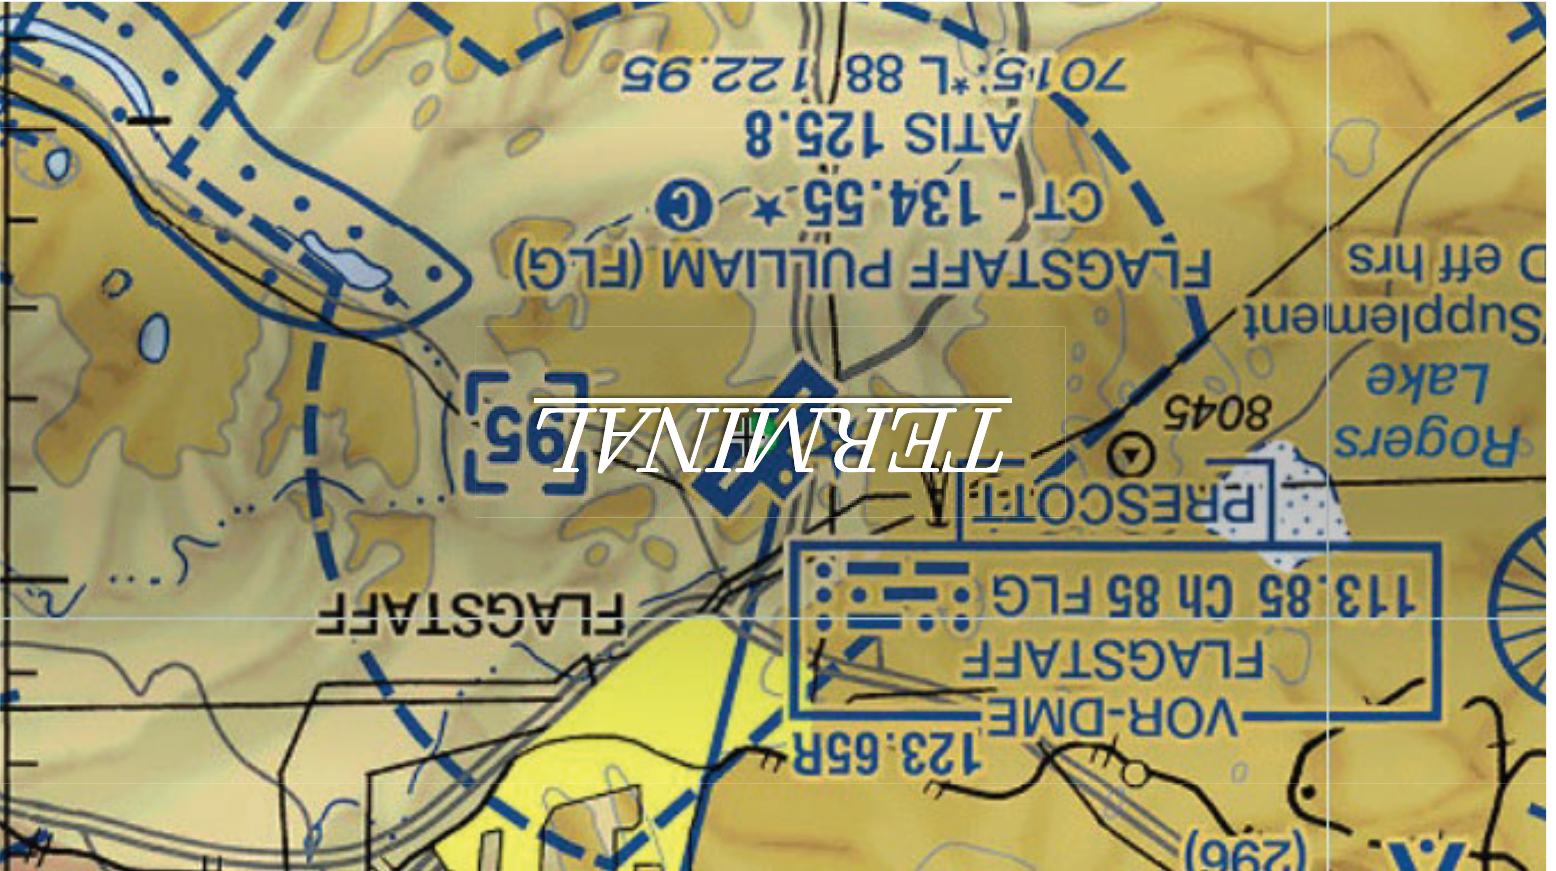 (296)
123.65R
VOR-DME
FLAGSTAFF
113.85 Ch 85 FLG
FLAGSTAFF
PRESCOTT
Rogers
Lake
8045
TERMINAL
95
Supplement
D eff hrs
FLAGSTAFF PULLIAM (FLG)
CT - 134.55 ★ C
ATIS 125.8
7015 *L 88 122.95